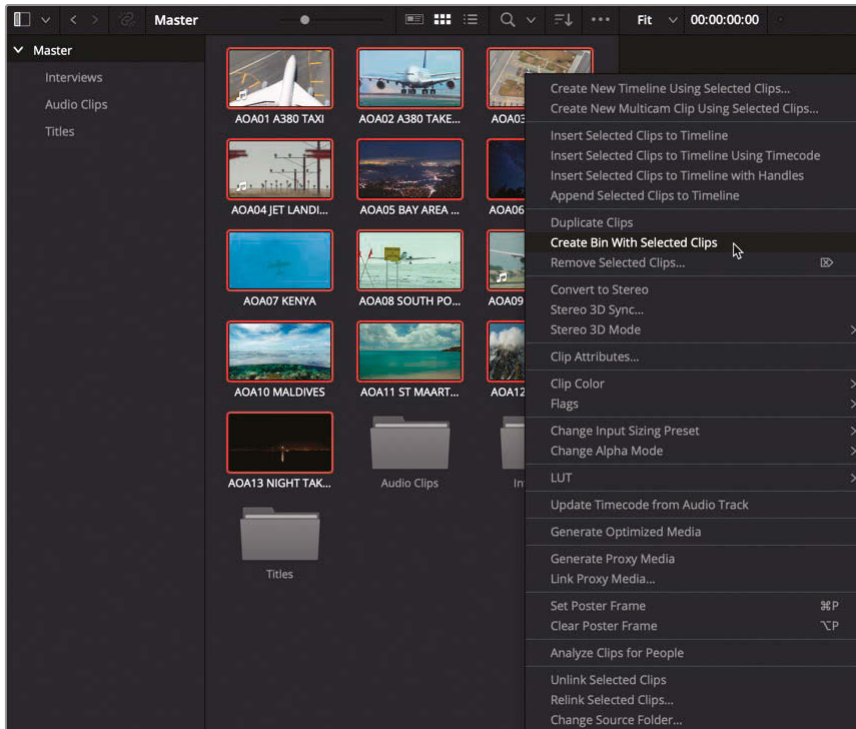 Master
Fit
00:00:00:00
Master
Interviews
Audio Clips
Titles
AOA01 A380 TAXI
AOA02 A380 TAKE...
AOA03
AOA04 JET LANDI...
AOA05 BAY AREA ...
AOA06
AOA07 KENYA
AOA08 SOUTH PO...
AOA09
AOA10 MALDIVES
AOA11 ST MAART...
AOA12
AOA13 NIGHT TAK...
Audio Clips
In
Titles
Create New Timeline Using Selected Clips...
Create New Multicam Clip Using Selected Clips...
Insert Selected Clips to Timeline
Insert Selected Clips to Timeline Using Timecode
Insert Selected Clips to Timeline with Handles
Append Selected Clips to Timeline
Duplicate Clips
Create Bin With Selected Clips
Remove Selected Clips...
Convert to Stereo
Stereo 3D Sync...
Stereo 3D Mode
Clip Attributes...
Clip Color
Flags
Change Input Sizing Preset
Change Alpha Mode
LUT
Update Timecode from Audio Track
Generate Optimized Media
Generate Proxy Media
Link Proxy Media...
Set Poster Frame ⌘P
Clear Poster Frame ⌥P
Analyze Clips for People
Unlink Selected Clips
Relink Selected Clips...
Change Source Folder...